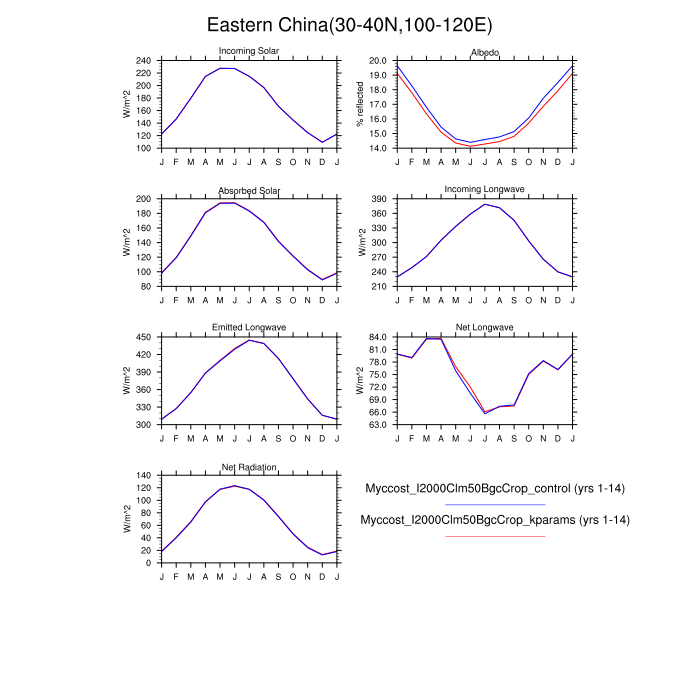 Eastern China(30-40N,100-120E)
Incoming Solar
W/m^2
240
220
200
180
160
140
120
100
J F M A M J J A S O N D J
Albedo
% reflected
20.0
19.0
18.0
17.0
16.0
15.0
14.0
J F M A M J J A S O N D J
Absorbed Solar
W/m^2
200
180
160
140
120
100
80
J F M A M J J A S O N D J
Incoming Longwave
W/m^2
390
360
330
300
270
240
210
J F M A M J J A S O N D J
Emitted Longwave
W/m^2
450
420
390
360
330
300
J F M A M J J A S O N D J
Net Longwave
W/m^2
84.0
81.0
78.0
75.0
72.0
69.0
66.0
63.0
J F M A M J J A S O N D J
Net Radiation
W/m^2
140
120
100
80
60
40
20
0
J F M A M J J A S O N D J
Myccost_I2000Clm50BgcCrop_control (yrs 1-14)
Myccost_I2000Clm50BgcCrop_kparams (yrs 1-14)